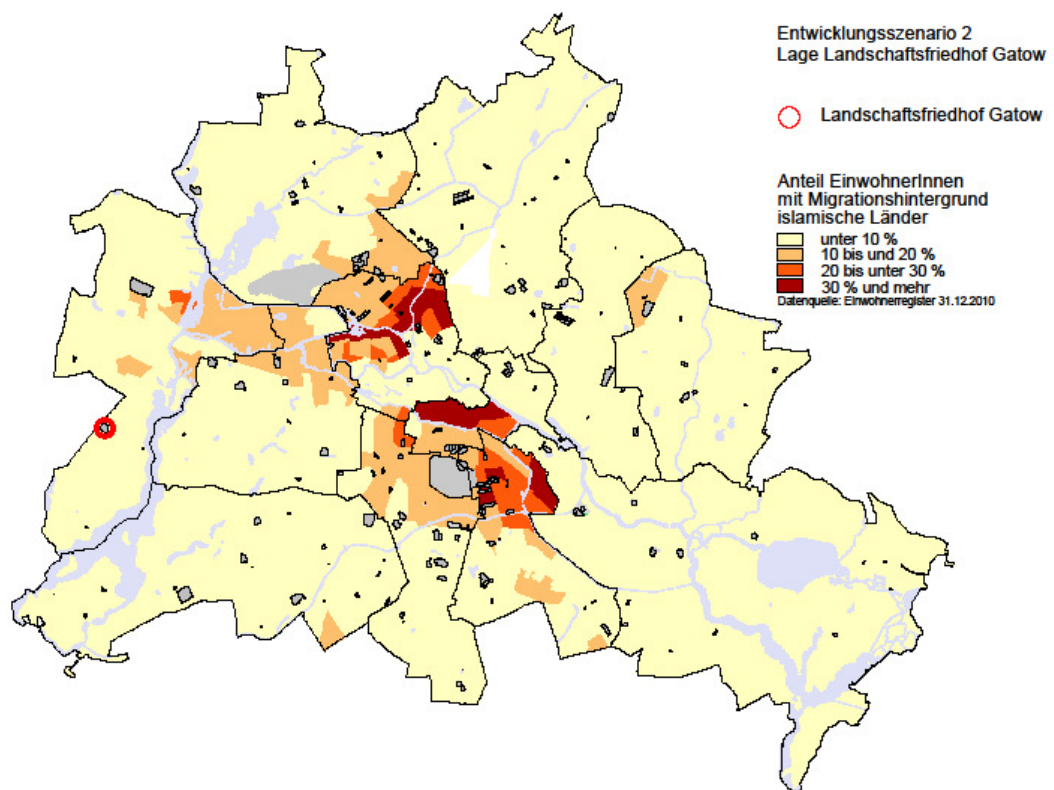 Entwicklungsszenario 2
Lage Landschaftsfriedhof Gatow
Landschaftsfriedhof Gatow
Anteil EinwohnerInnen
mit Migrationshintergrund
islamische Länder
unter 10 %
10 bis und 20 %
20 bis unter 30 %
30 % und mehr
Datenquelle: Einwohnerregister 31.12.2010